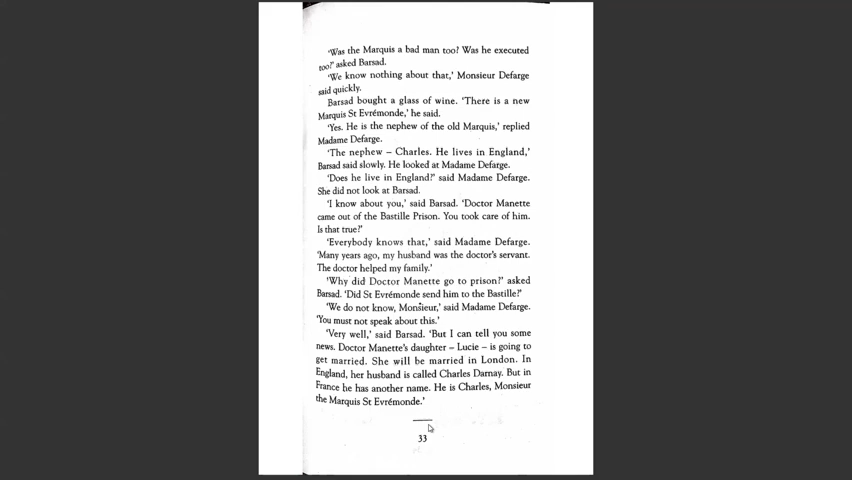 'Was the Marquis a bad man too? Was he executed
too?' asked Barsad.
'We know nothing about that,' Monsieur Defarge
said quickly.
Barsad bought a glass of wine. 'There is a new
Marquis St Evrémonde,' he said.
'Yes. He is the nephew of the old Marquis,' replied
Madame Defarge.
'The nephew – Charles. He lives in England,'
Barsad said slowly. He looked at Madame Defarge.
'Does he live in England?' said Madame Defarge.
She did not look at Barsad.
'I know about you,' said Barsad. 'Doctor Manette
came out of the Bastille Prison. You took care of him.
Is that true?'
'Everybody knows that,' said Madame Defarge.
'Many years ago, my husband was the doctor's servant.
The doctor helped my family.'
'Why did Doctor Manette go to prison?' asked
Barsad. 'Did St Evrémonde send him to the Bastille?'
'We do not know, Monsieur,' said Madame Defarge.
'You must not speak about this.'
'Very well,' said Barsad. 'But I can tell you some
news. Doctor Manette's daughter – Lucie – is going to
get married. She will be married in London. In
England, her husband is called Charles Darnay. But in
France he has another name. He is Charles, Monsieur
the Marquis St Evrémonde.'
33